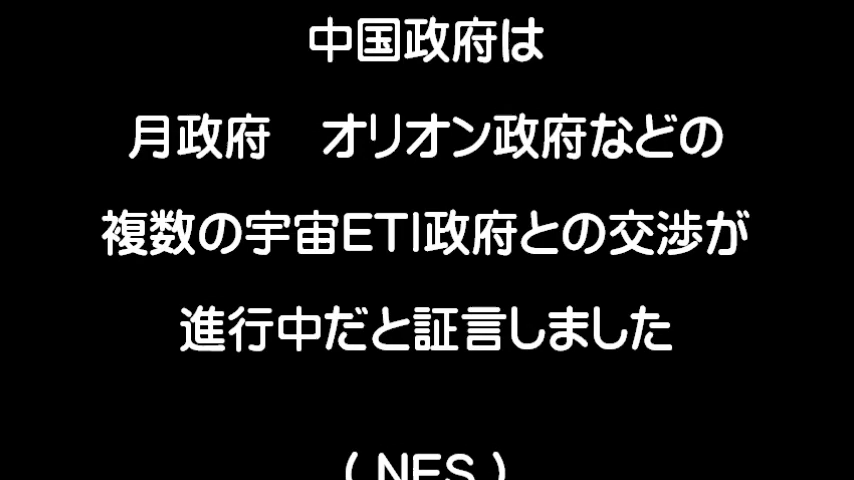 中国政府は
月政府　オリオン政府などの
複数の宇宙ETI政府との交渉が
進行中だと証言しました
( NES )